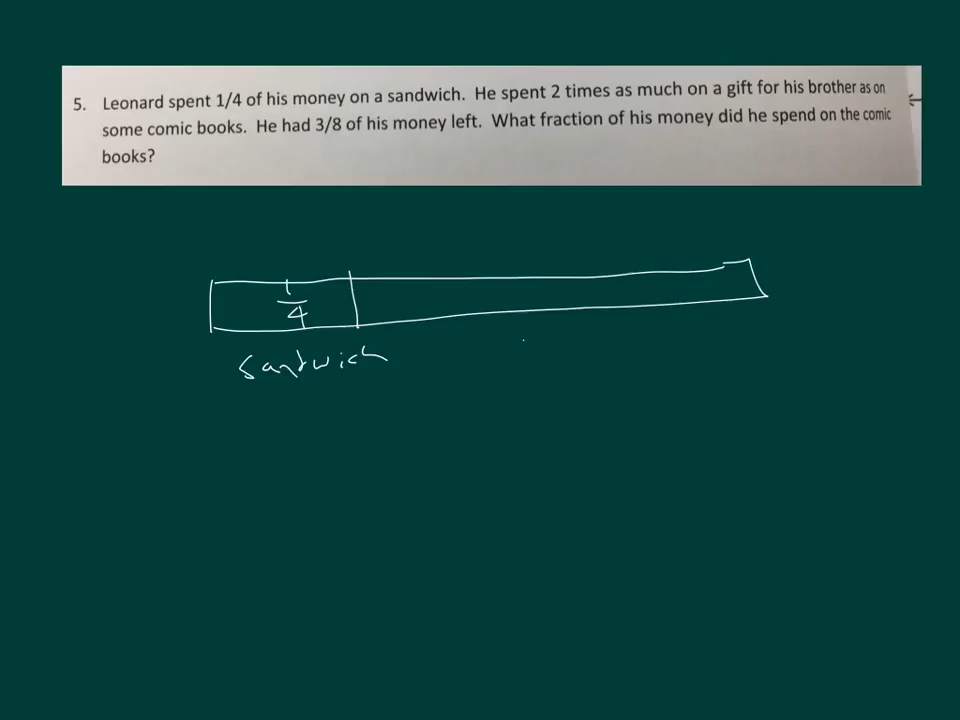 5. Leonard spent 1/4 of his money on a sandwich. He spent 2 times as much on a gift for his brother as on
some comic books. He had 3/8 of his money left. What fraction of his money did he spend on the comic
books?
1
4
Sandwich